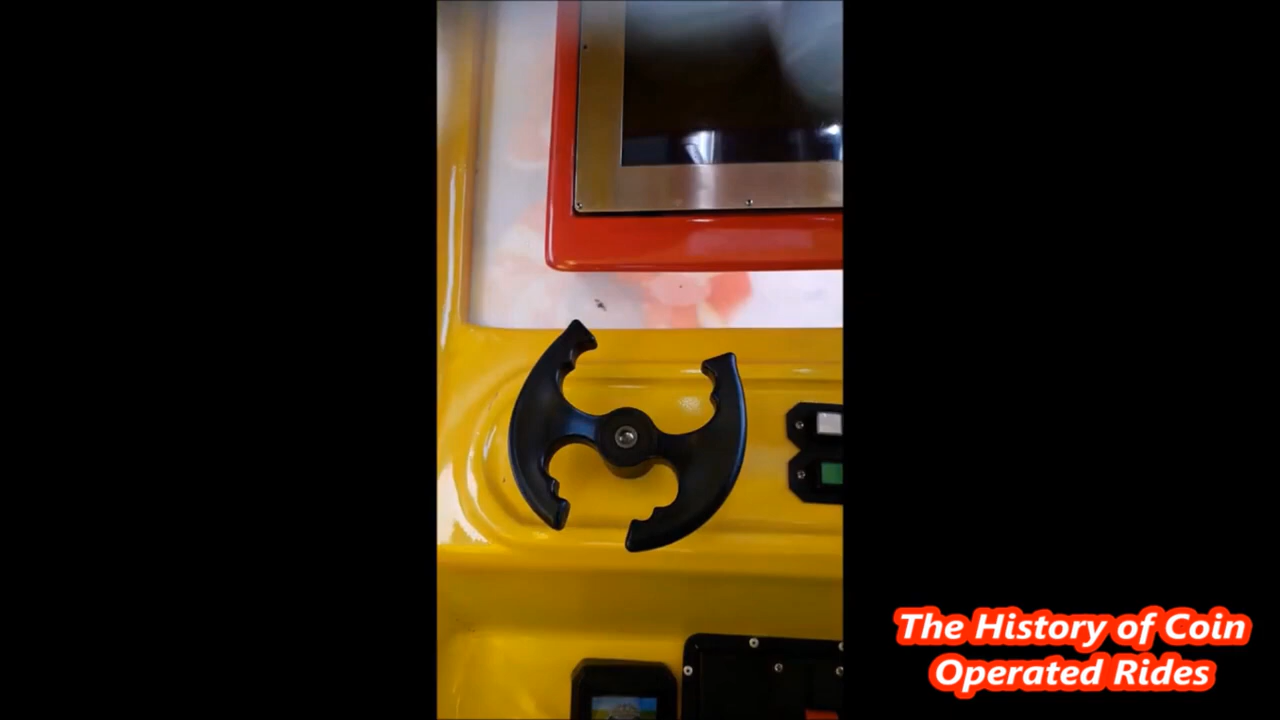 The History of Coin
Operated Rides